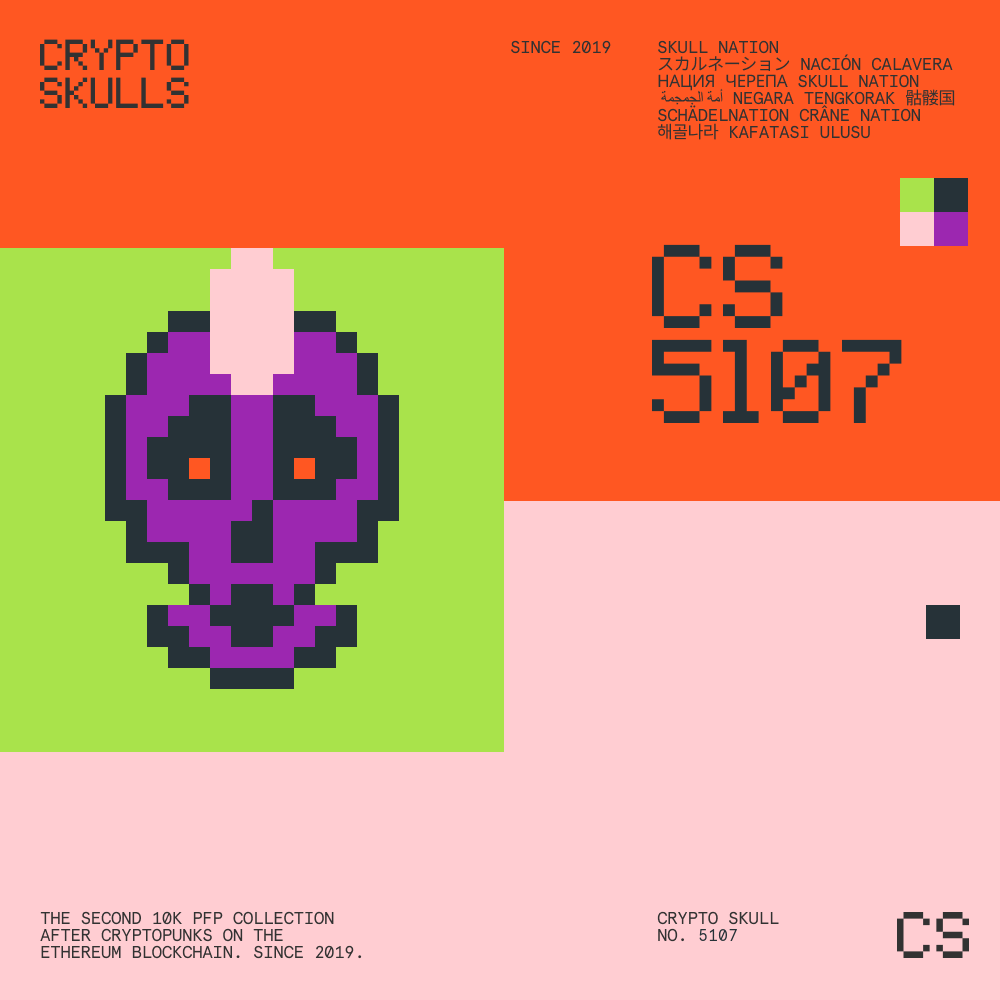 CRYPTO
SKULLS
SINCE 2019
SKULL NATION
スカルネーション NACIÓN CALAVERA
НАЦИЯ ЧЕРЕПА SKULL NATION
أمة الجمجمة NEGARA TENGKORAK 骷髅国
SCHÄDELNATION CRÂNE NATION
해골나라 KAFATASI ULUSU
CS
5107
THE SECOND 10K PFP COLLECTION
AFTER CRYPTOPUNKS ON THE
ETHEREUM BLOCKCHAIN. SINCE 2019.
CRYPTO SKULL
NO. 5107
CS